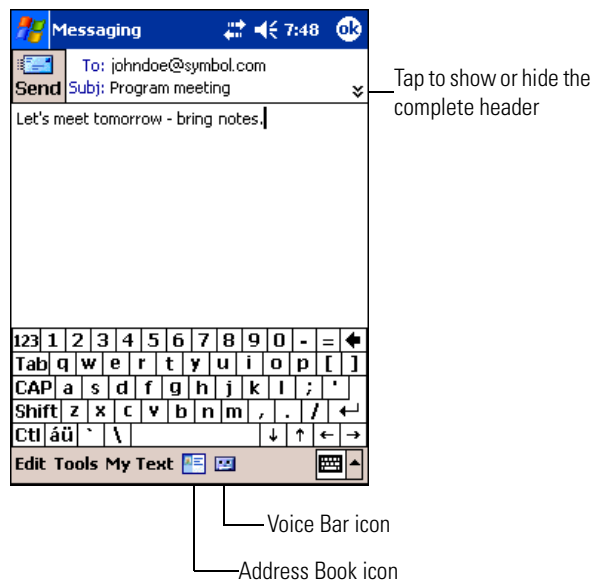 Messaging 7:48 ok
To: johndoe@symbol.com
Send Subj: Program meeting
Tap to show or hide the
complete header
Let's meet tomorrow - bring notes.
123 1 2 3 4 5 6 7 8 9 0 - =
Tab q w e r t y u i o p [ ]
CAP a s d f g h j k l ; '
Shift z x c v b n m , . /
Ctl áü ` \
Edit Tools My Text
Voice Bar icon
Address Book icon